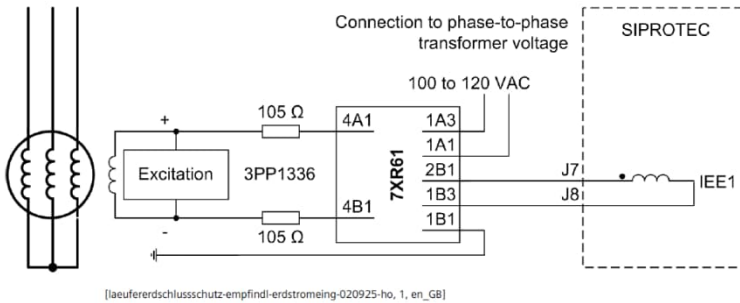 Connection to phase-to-phase
transformer voltage
SIPROTEC
100 to 120 VAC
105 Ω
4A1
1A3
+
1A1
Excitation
3PP1336
7XR61
2B1
J7
1B3
J8
IEE1
4B1
1B1
-
105 Ω
[laeufererdschlussschutz-empfindl-erdstromeing-020925-ho, 1, en_GB]